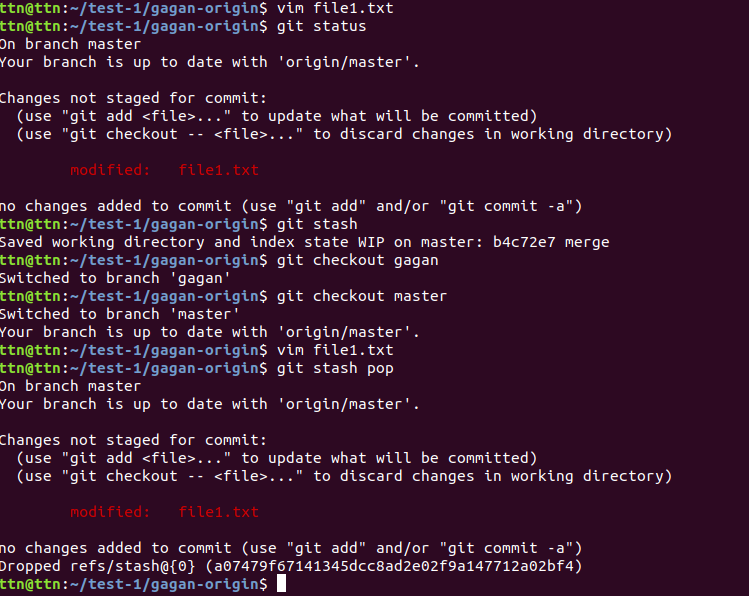 ttn@ttn:~/test-1/gagan-origin$ vim file1.txt
ttn@ttn:~/test-1/gagan-origin$ git status
On branch master
Your branch is up to date with 'origin/master'.
Changes not staged for commit:
(use "git add <file>..." to update what will be committed)
(use "git checkout -- <file>..." to discard changes in working directory)
modified:   file1.txt
no changes added to commit (use "git add" and/or "git commit -a")
ttn@ttn:~/test-1/gagan-origin$ git stash
Saved working directory and index state WIP on master: b4c72e7 merge
ttn@ttn:~/test-1/gagan-origin$ git checkout gagan
Switched to branch 'gagan'
ttn@ttn:~/test-1/gagan-origin$ git checkout master
Switched to branch 'master'
Your branch is up to date with 'origin/master'.
ttn@ttn:~/test-1/gagan-origin$ vim file1.txt
ttn@ttn:~/test-1/gagan-origin$ git stash pop
On branch master
Your branch is up to date with 'origin/master'.
Changes not staged for commit:
(use "git add <file>..." to update what will be committed)
(use "git checkout -- <file>..." to discard changes in working directory)
modified:   file1.txt
no changes added to commit (use "git add" and/or "git commit -a")
Dropped refs/stash@{0} (a07479f67141345dcc8ad2e02f9a147712a02bf4)
ttn@ttn:~/test-1/gagan-origin$